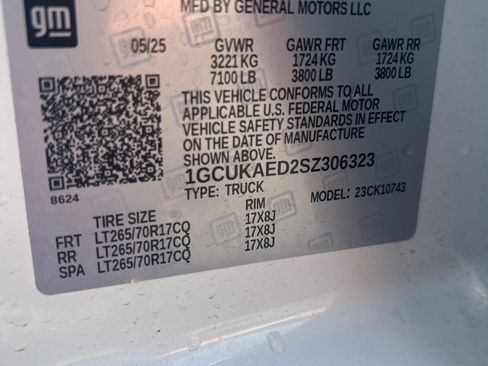 gm
MFD BY GENERAL MOTORS LLC
05/25 GVWR GAWR FRT GAWR RR
3221 KG 1724 KG 1724 KG
7100 LB 3800 LB 3800 LB
THIS VEHICLE CONFORMS TO ALL
APPLICABLE U.S. FEDERAL MOTOR
VEHICLE SAFETY STANDARDS IN EFFECT
ON THE DATE OF MANUFACTURE
SHOWN ABOVE.
1GCUKAED2SZ306323
8624
TYPE: TRUCK MODEL: 23CK10743
TIRE SIZE RIM
FRT LT265/70R17CQ 17X8J
RR LT265/70R17CQ 17X8J
SPA LT265/70R17CQ 17X8J